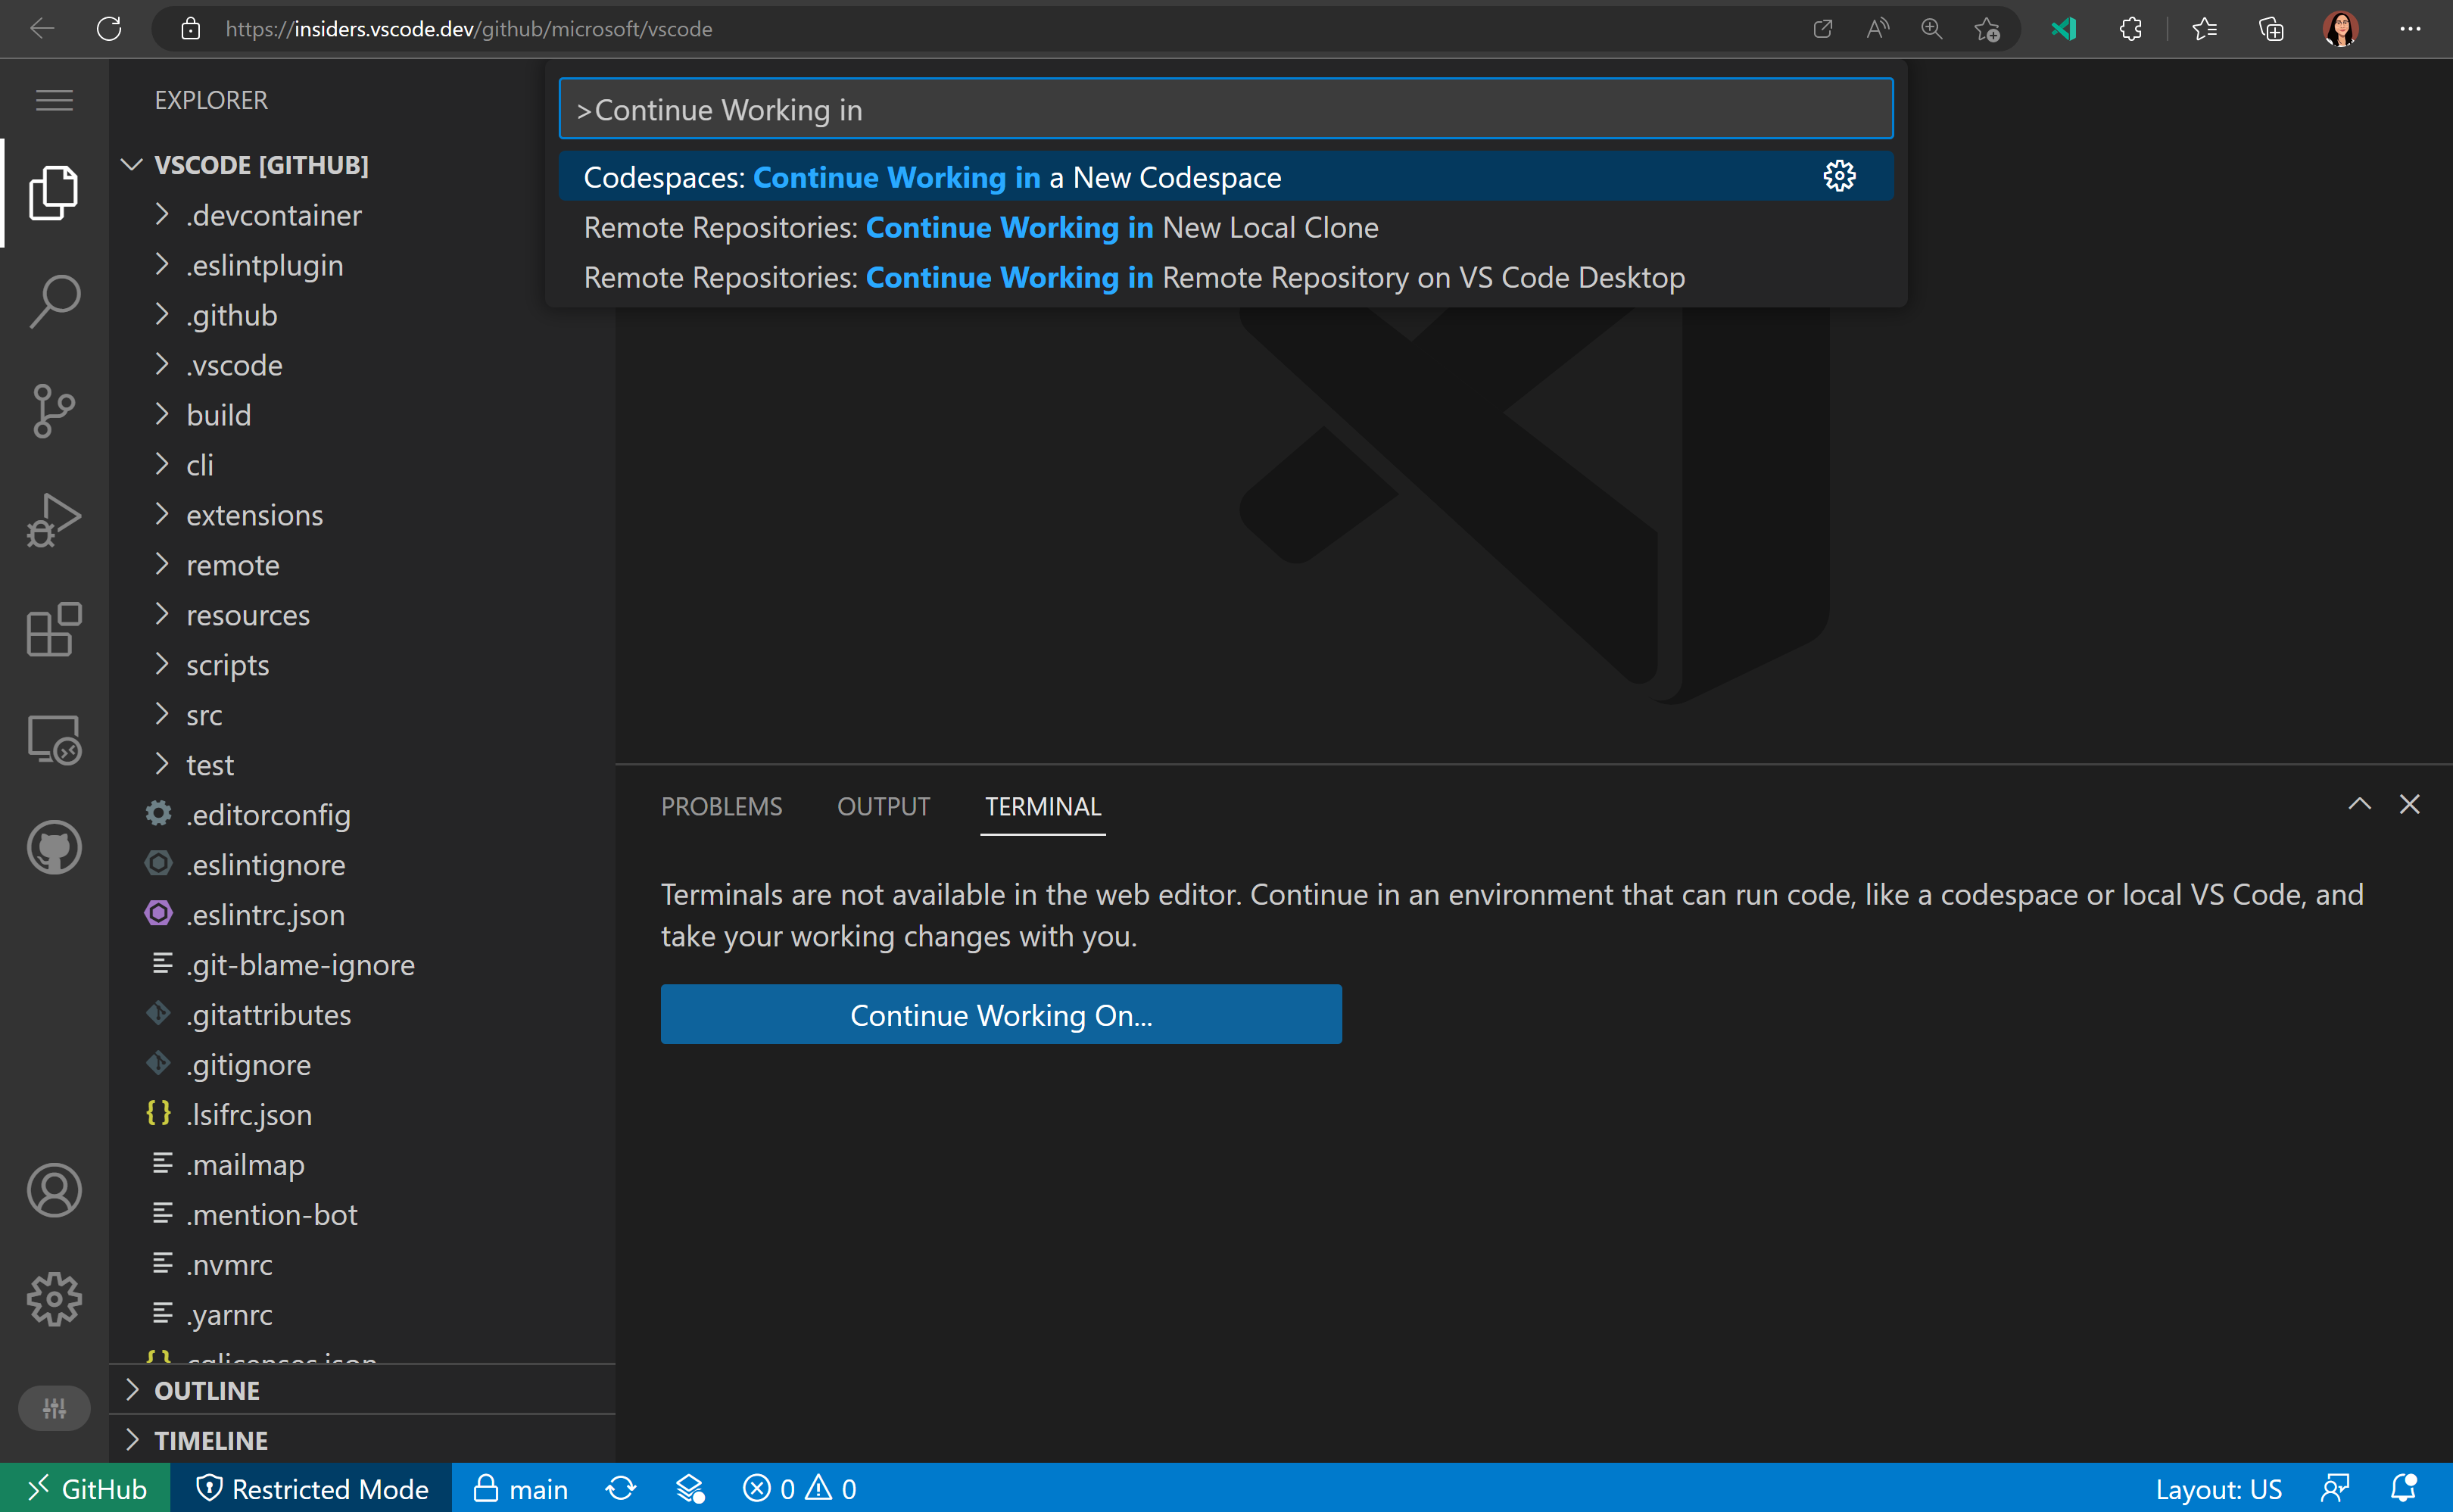 https://insiders.vscode.dev/github/microsoft/vscode
EXPLORER
VSCODE [GITHUB]
.devcontainer
.eslintplugin
.github
.vscode
build
cli
extensions
remote
resources
scripts
src
test
.editorconfig
.eslintignore
.eslintrc.json
.git-blame-ignore
.gitattributes
.gitignore
.lsifrc.json
.mailmap
.mention-bot
.nvmrc
.yarnrc
cglicenses.json
OUTLINE
TIMELINE
>Continue Working in
Codespaces: Continue Working in a New Codespace
Remote Repositories: Continue Working in New Local Clone
Remote Repositories: Continue Working in Remote Repository on VS Code Desktop
PROBLEMS OUTPUT TERMINAL
Terminals are not available in the web editor. Continue in an environment that can run code, like a codespace or local VS Code, and
take your working changes with you.
Continue Working On...
GitHub Restricted Mode main 0 0 Layout: US